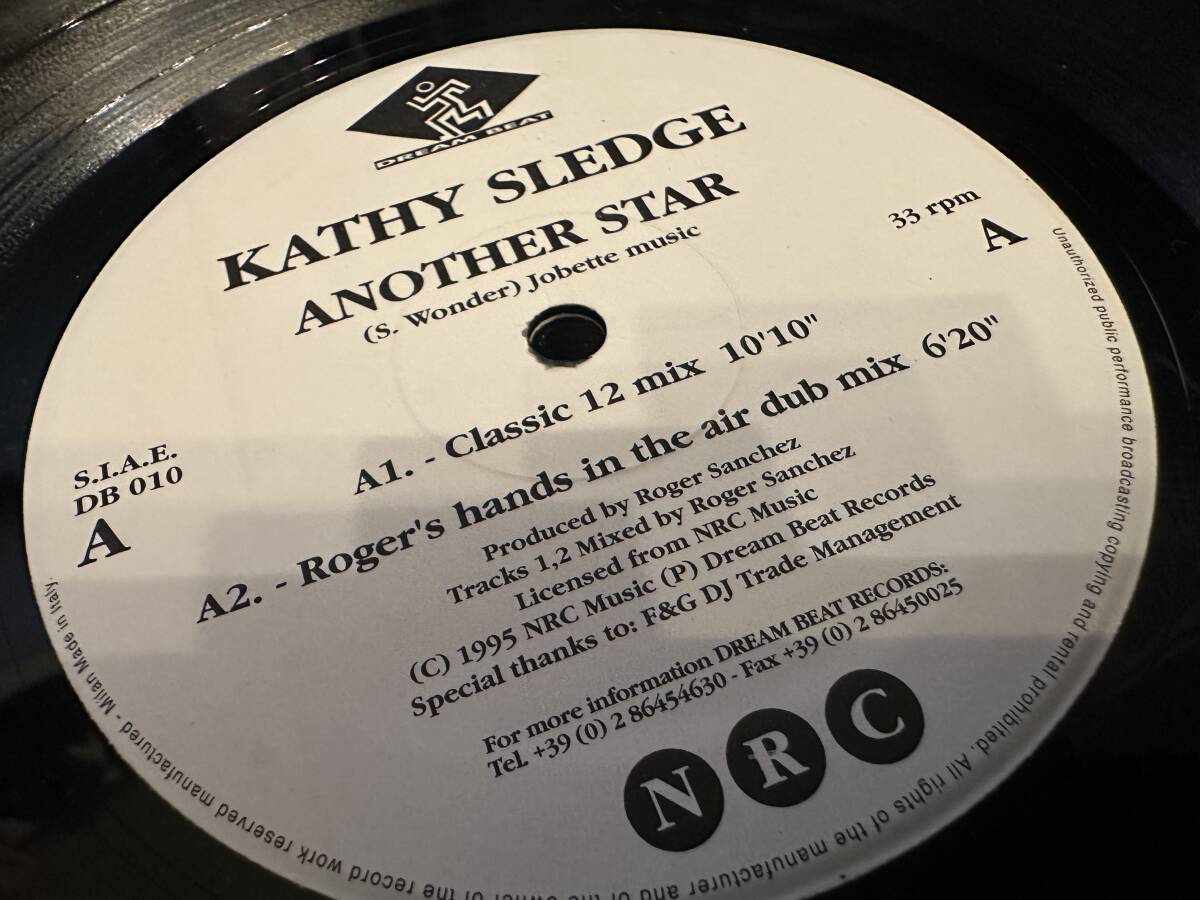 DREAM BEAT
KATHY SLEDGE
ANOTHER STAR
(S. Wonder) Jobette music
33 rpm
A
S.I.A.E.
DB 010
A
A1. - Classic 12 mix 10'10"
A2. - Roger's hands in the air dub mix 6'20"
Produced by Roger Sanchez
Tracks 1,2 Mixed by Roger Sanchez
Licensed from NRC Music
(C) 1995 NRC Music (P) Dream Beat Records
Special thanks to: F&G DJ Trade Management
For more information DREAM BEAT RECORDS:
Tel. +39 (0) 2 86454630 - Fax +39 (0) 2 86450025
NRC
Unauthorized public performance broadcasting copying and rental prohibited. All rights of the manufacturer and of the owner of the record work reserved manufactured - Milan Made in Italy.